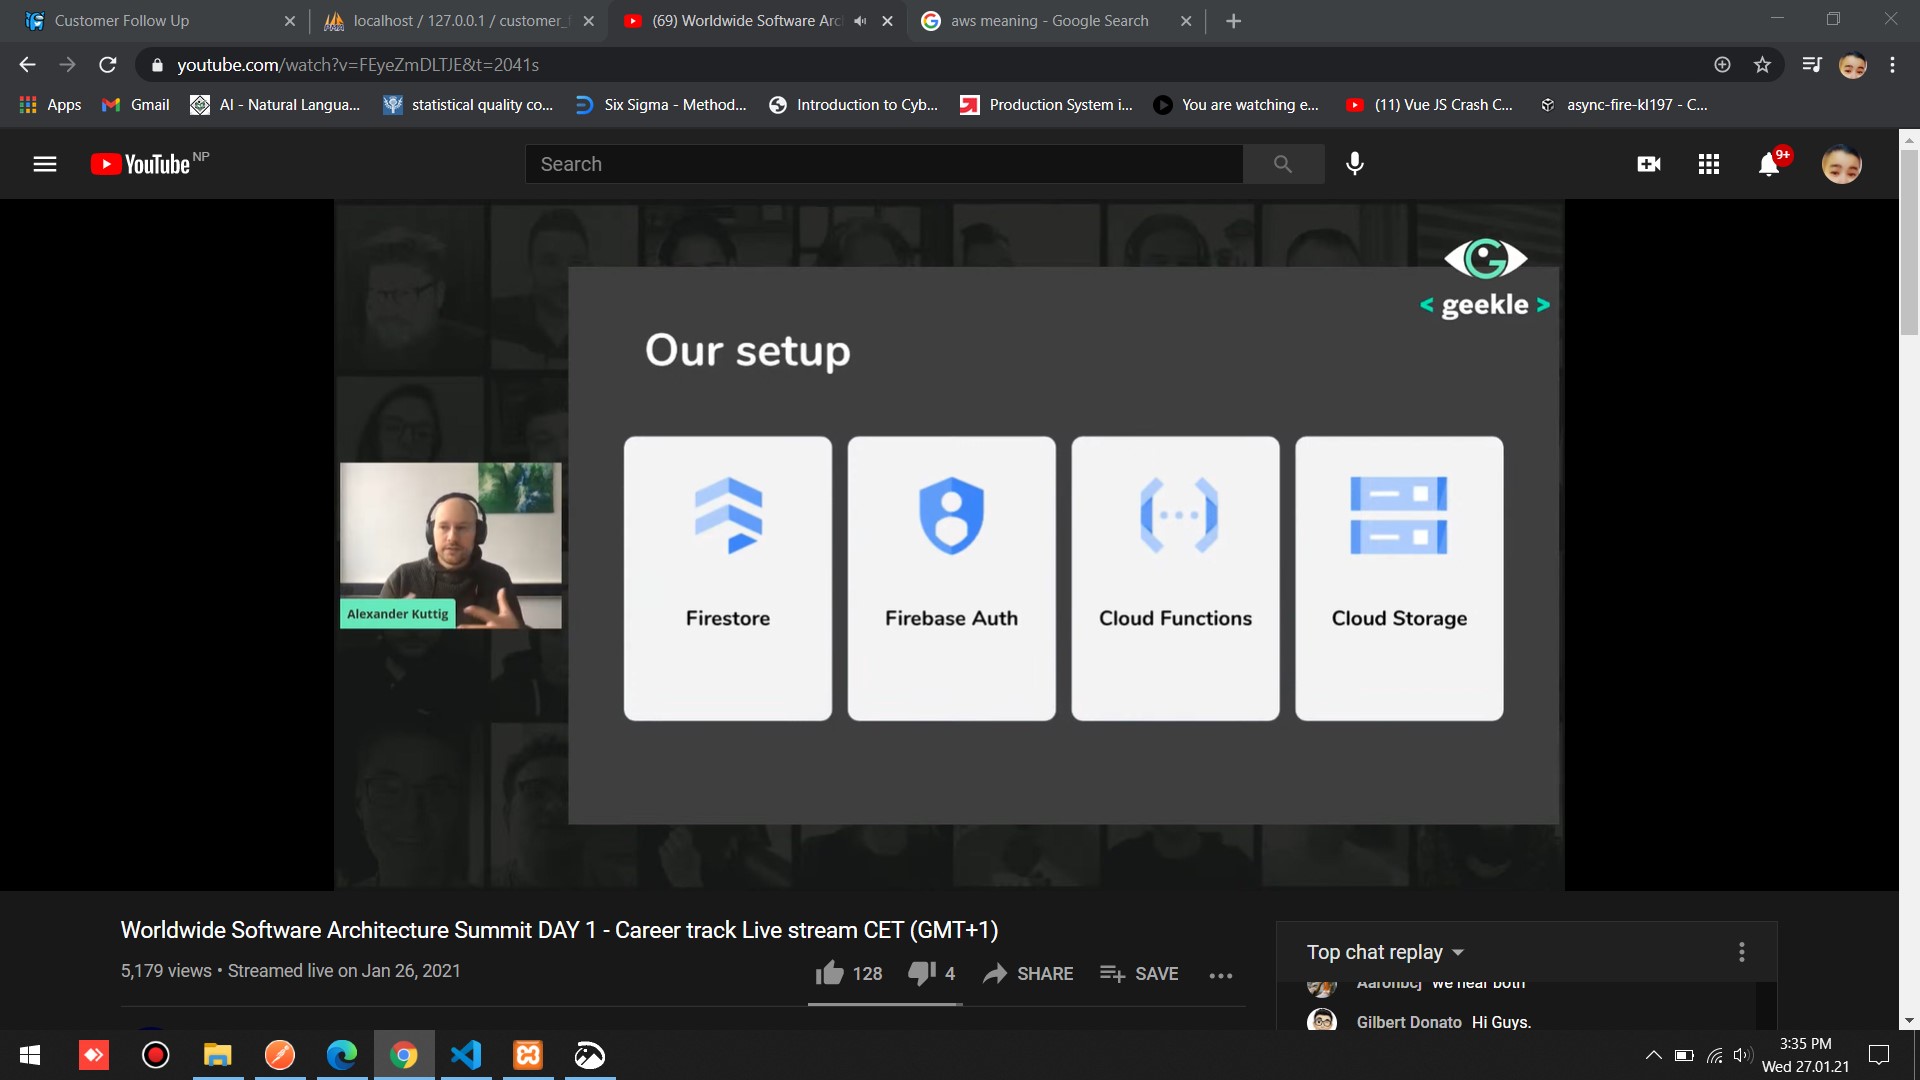 Customer Follow Up
localhost / 127.0.0.1 / customer_
(69) Worldwide Software Arc
aws meaning - Google Search
youtube.com/watch?v=FEyeZmDLTJE&t=2041s
Apps
Gmail
AI - Natural Langua...
statistical quality co...
Six Sigma - Method...
Introduction to Cyb...
Production System i...
You are watching e...
(11) Vue JS Crash C...
async-fire-kl197 - C...
YouTube NP
Search
9+
< geekle >
Our setup
Firestore
Firebase Auth
Cloud Functions
Cloud Storage
Alexander Kuttig
Worldwide Software Architecture Summit DAY 1 - Career track Live stream CET (GMT+1)
5,179 views • Streamed live on Jan 26, 2021
128
4
SHARE
SAVE
Top chat replay
Aaronbcj we hear both
Gilbert Donato Hi Guys.
3:35 PM
Wed 27.01.21